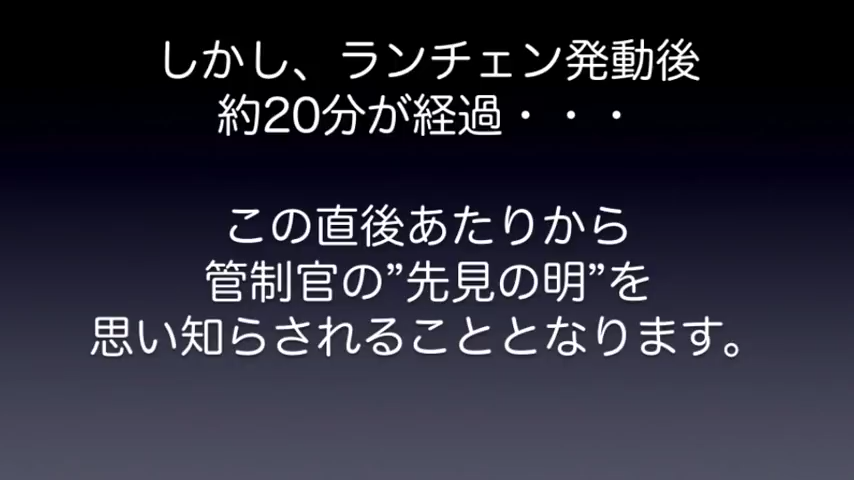 しかし、ランチェン発動後
約20分が経過・・・
この直後あたりから
管制官の”先見の明”を
思い知らされることとなります。